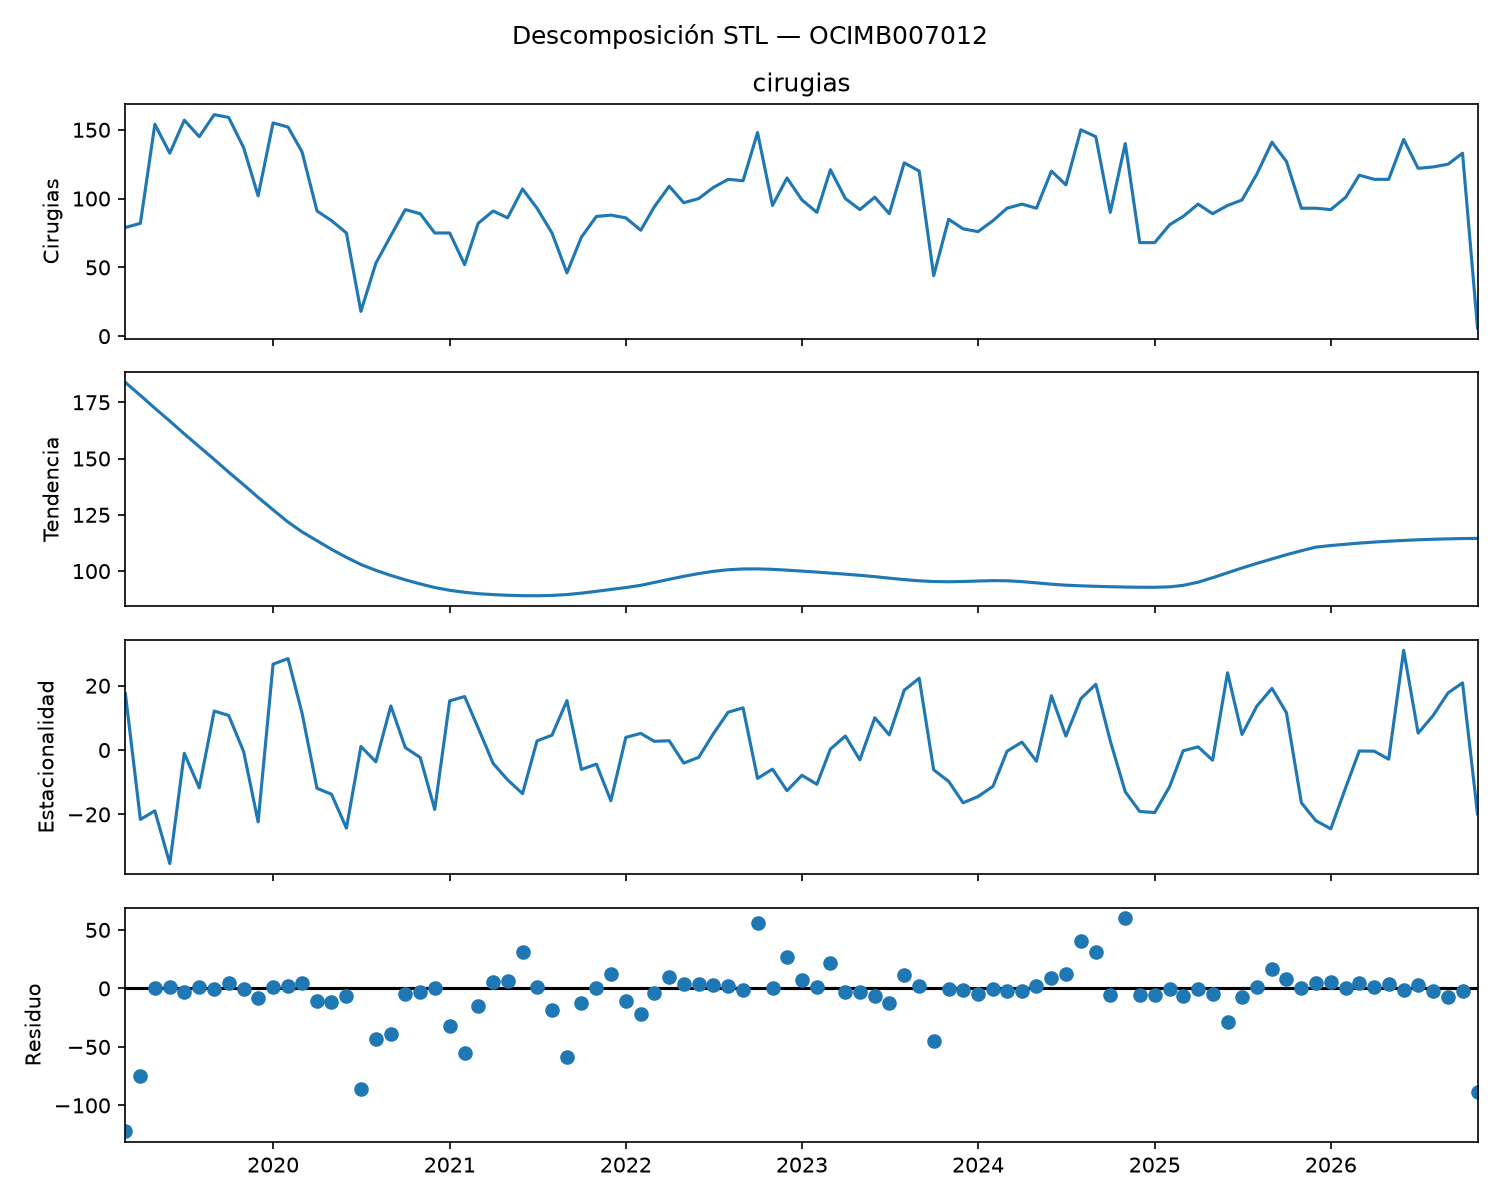 Descomposición STL — OCIMB007012
cirugias
150
100
50
0
Cirugias
175
150
125
100
Tendencia
20
0
−20
Estacionalidad
50
0
−50
−100
Residuo
2020 2021 2022 2023 2024 2025 2026